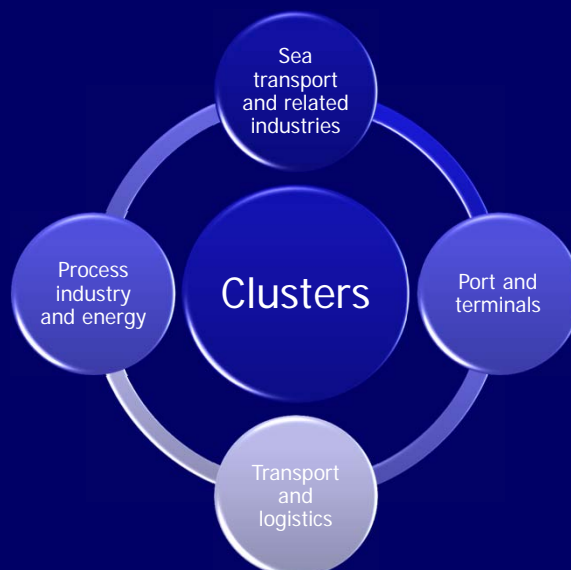 Sea
transport
and related
industries
Process
industry
and energy
Clusters
Port and
terminals
Transport
and
logistics